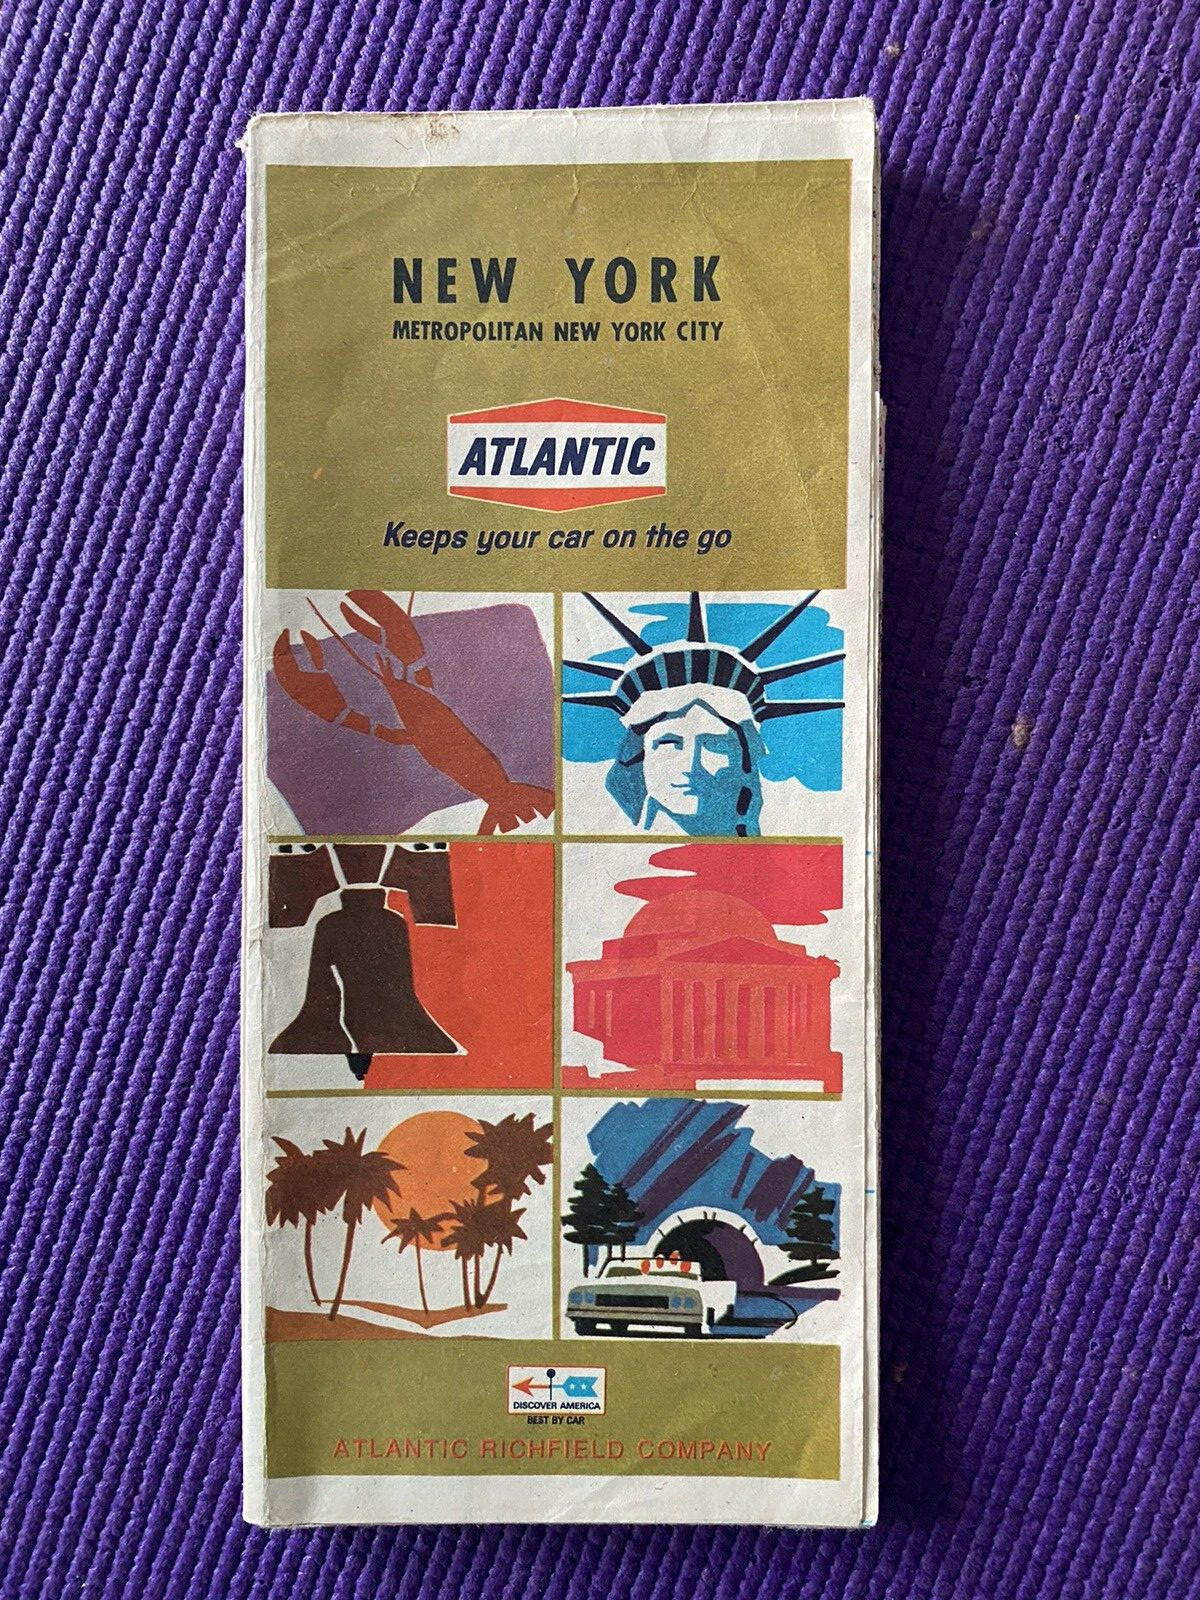 NEW YORK
METROPOLITAN NEW YORK CITY
ATLANTIC
Keeps your car on the go
DISCOVER AMERICA
BEST BY CAR
ATLANTIC RICHFIELD COMPANY